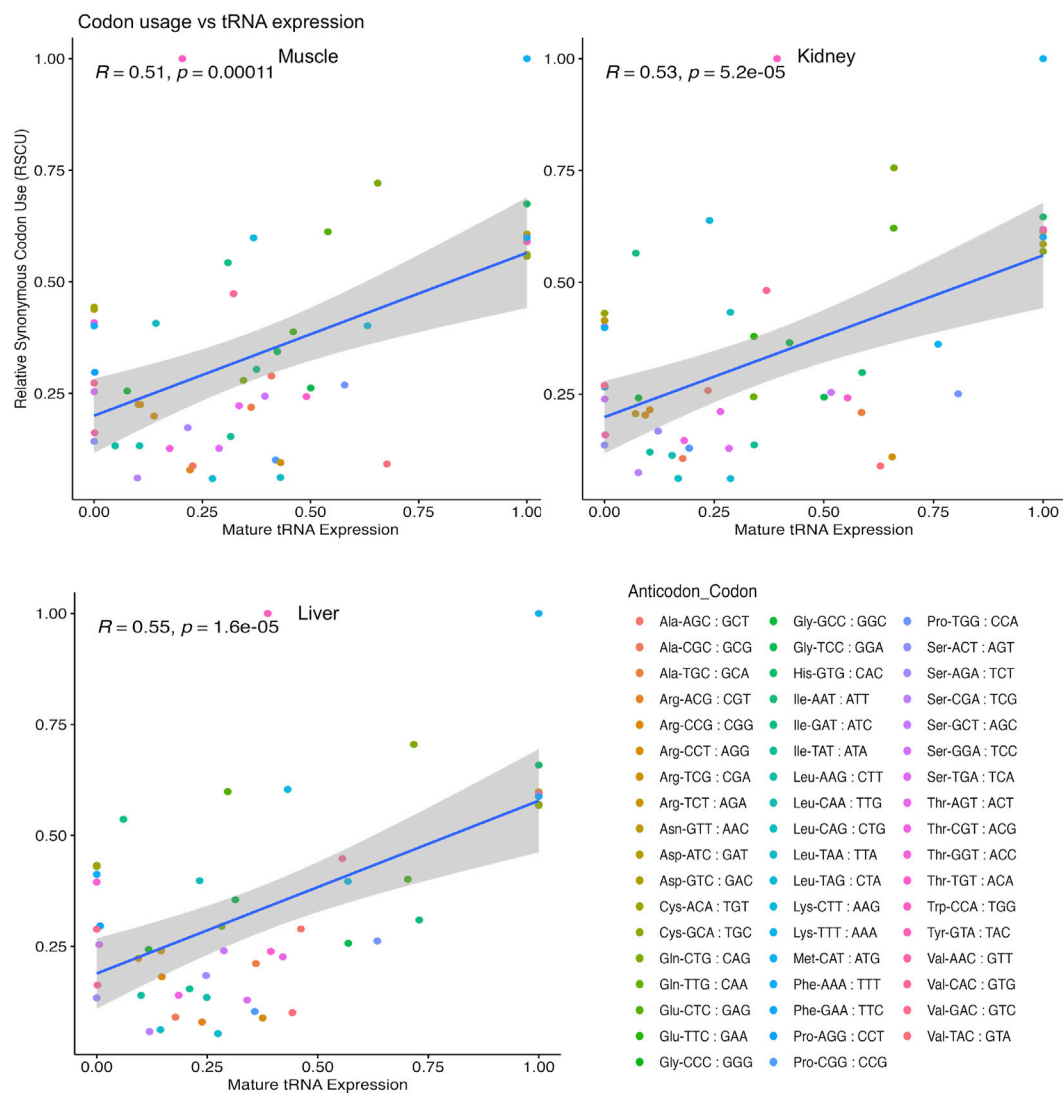 Codon usage vs tRNA expression
Muscle
R = 0.51, p = 0.00011
Kidney
R = 0.53, p = 5.2e-05
Relative Synonymous Codon Use (RSCU)
1.00
0.75
0.50
0.25
0.00
0.25
0.50
0.75
1.00
Mature tRNA Expression
1.00
0.75
0.50
0.25
0.00
0.25
0.50
0.75
1.00
Mature tRNA Expression
Liver
R = 0.55, p = 1.6e-05
1.00
0.75
0.50
0.25
0.00
0.25
0.50
0.75
1.00
Mature tRNA Expression
Anticodon_Codon
Ala-AGC : GCT
Ala-CGC : GCG
Ala-TGC : GCA
Arg-ACG : CGT
Arg-CCG : CGG
Arg-CCT : AGG
Arg-TCG : CGA
Arg-TCT : AGA
Asn-GTT : AAC
Asp-ATC : GAT
Asp-GTC : GAC
Cys-ACA : TGT
Cys-GCA : TGC
Gln-CTG : CAG
Gln-TTG : CAA
Glu-CTC : GAG
Glu-TTC : GAA
Gly-CCC : GGG
Gly-GCC : GGC
Gly-TCC : GGA
His-GTG : CAC
Ile-AAT : ATT
Ile-GAT : ATC
Ile-TAT : ATA
Leu-AAG : CTT
Leu-CAA : TTG
Leu-CAG : CTG
Leu-TAA : TTA
Leu-TAG : CTA
Lys-CTT : AAG
Lys-TTT : AAA
Met-CAT : ATG
Phe-AAA : TTT
Phe-GAA : TTC
Pro-AGG : CCT
Pro-CGG : CCG
Pro-TGG : CCA
Ser-ACT : AGT
Ser-AGA : TCT
Ser-CGA : TCG
Ser-GCT : AGC
Ser-GGA : TCC
Ser-TGA : TCA
Thr-AGT : ACT
Thr-CGT : ACG
Thr-GGT : ACC
Thr-TGT : ACA
Trp-CCA : TGG
Tyr-GTA : TAC
Val-AAC : GTT
Val-CAC : GTG
Val-GAC : GTC
Val-TAC : GTA